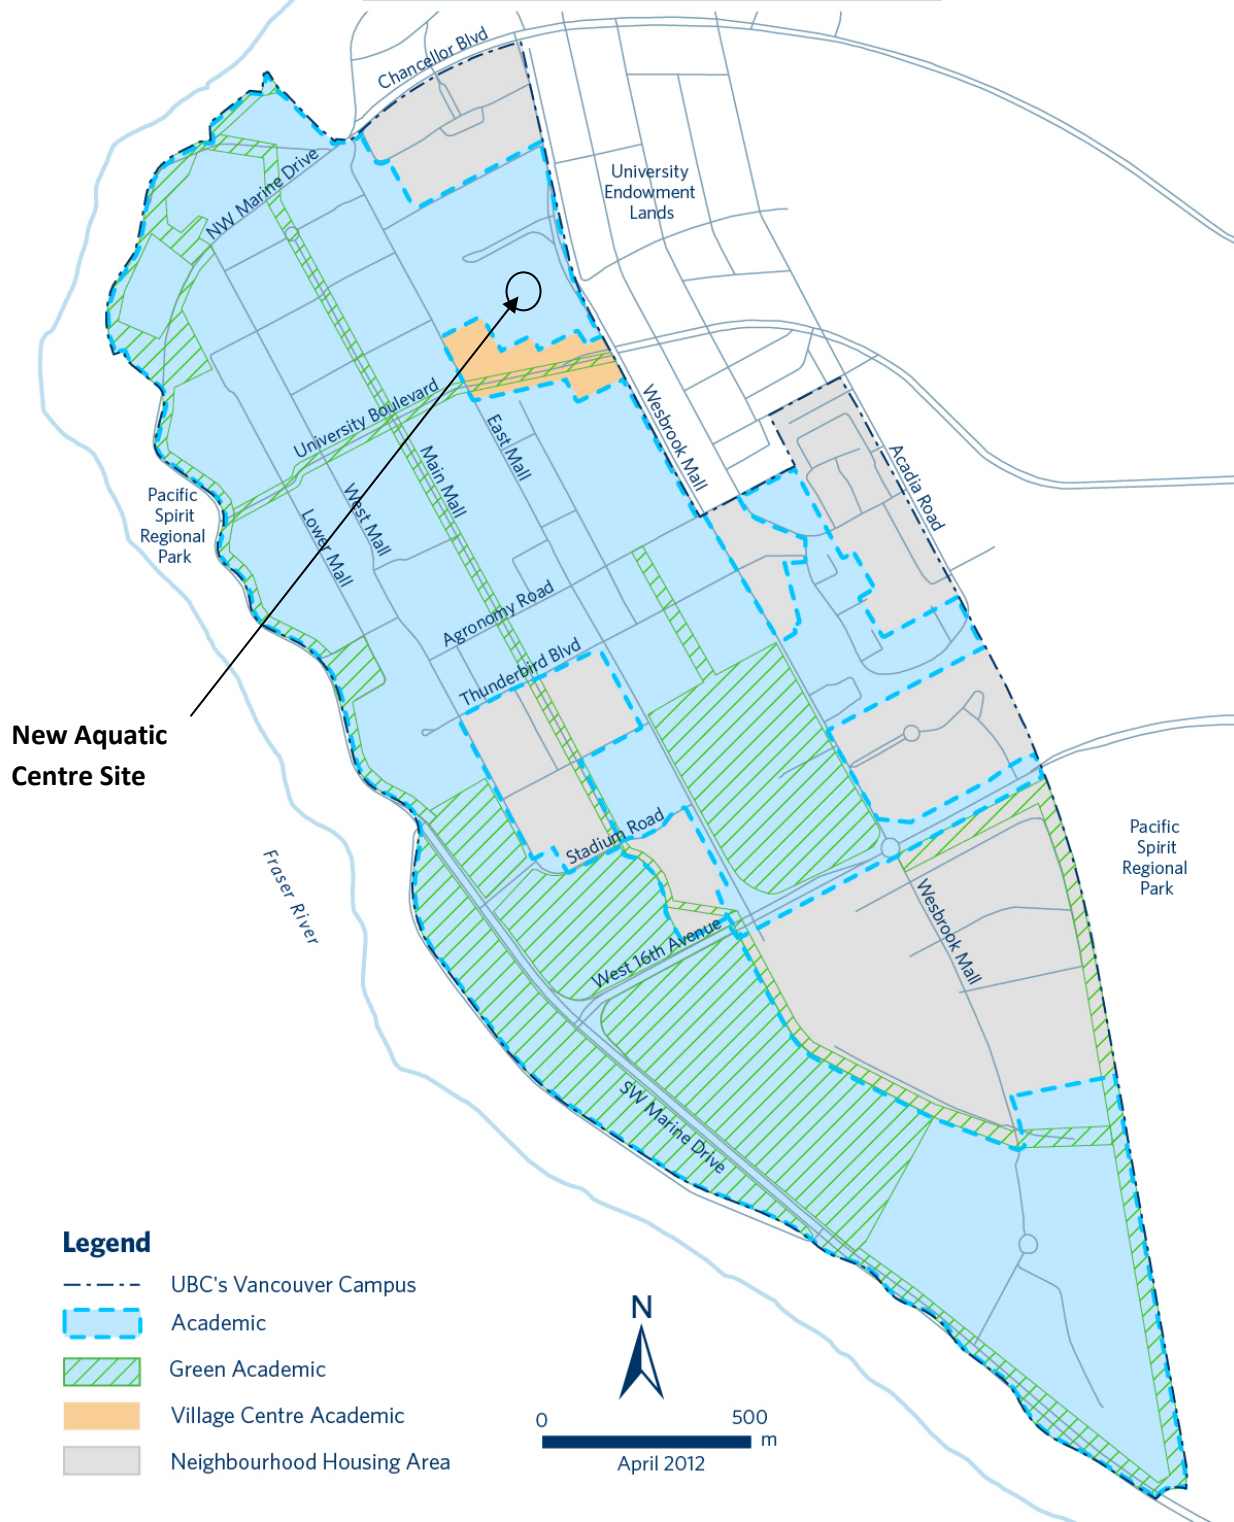 Chancellor Blvd
NW Marine Drive
University
Endowment
Lands
University Boulevard
East Mall
Wesbrook Mall
Main Mall
West Mall
Lower Mall
Acadia Road
Pacific
Spirit
Regional
Park
Agronomy Road
Thunderbird Blvd
New Aquatic
Centre Site
Stadium Road
Pacific
Spirit
Regional
Park
Fraser River
Wesbrook Mall
West 16th Avenue
SW Marine Drive
Legend
UBC's Vancouver Campus
Academic
Green Academic
Village Centre Academic
Neighbourhood Housing Area
N
0 500
m
April 2012